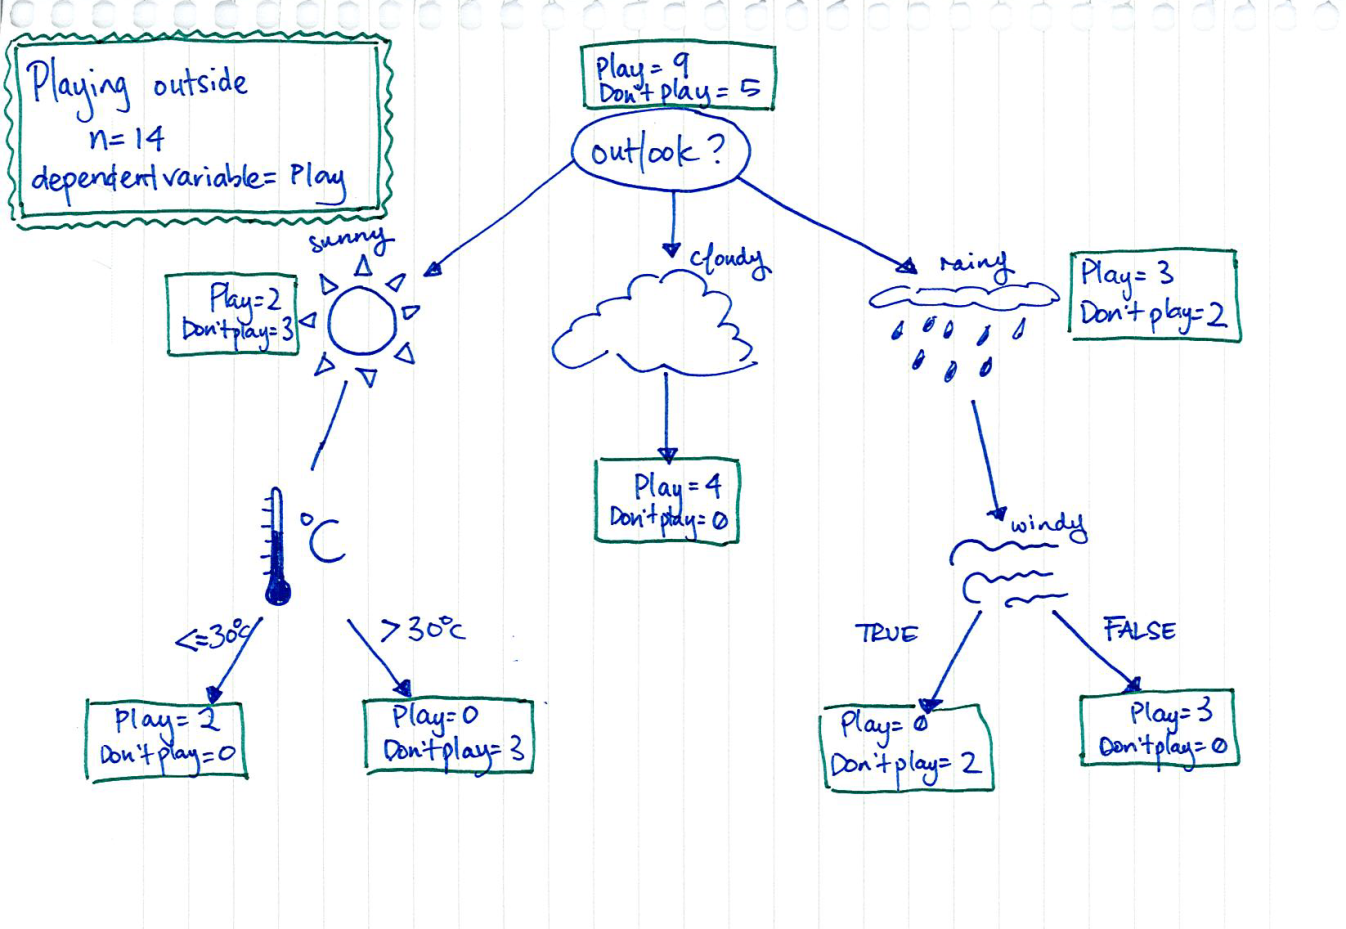 Playing outside
n=14
dependent variable= Play
Play= 9
Don't play= 5
outlook?
sunny
cloudy
rainy
Play=2
Don't play=3
Play= 3
Don't play=2
Play= 4
Don't play=0
°C
windy
<=30°C
>30°C
TRUE
FALSE
Play= 2
Don't play=0
Play=0
Don't play= 3
Play= 0
Don't play= 2
Play= 3
Don't play=0